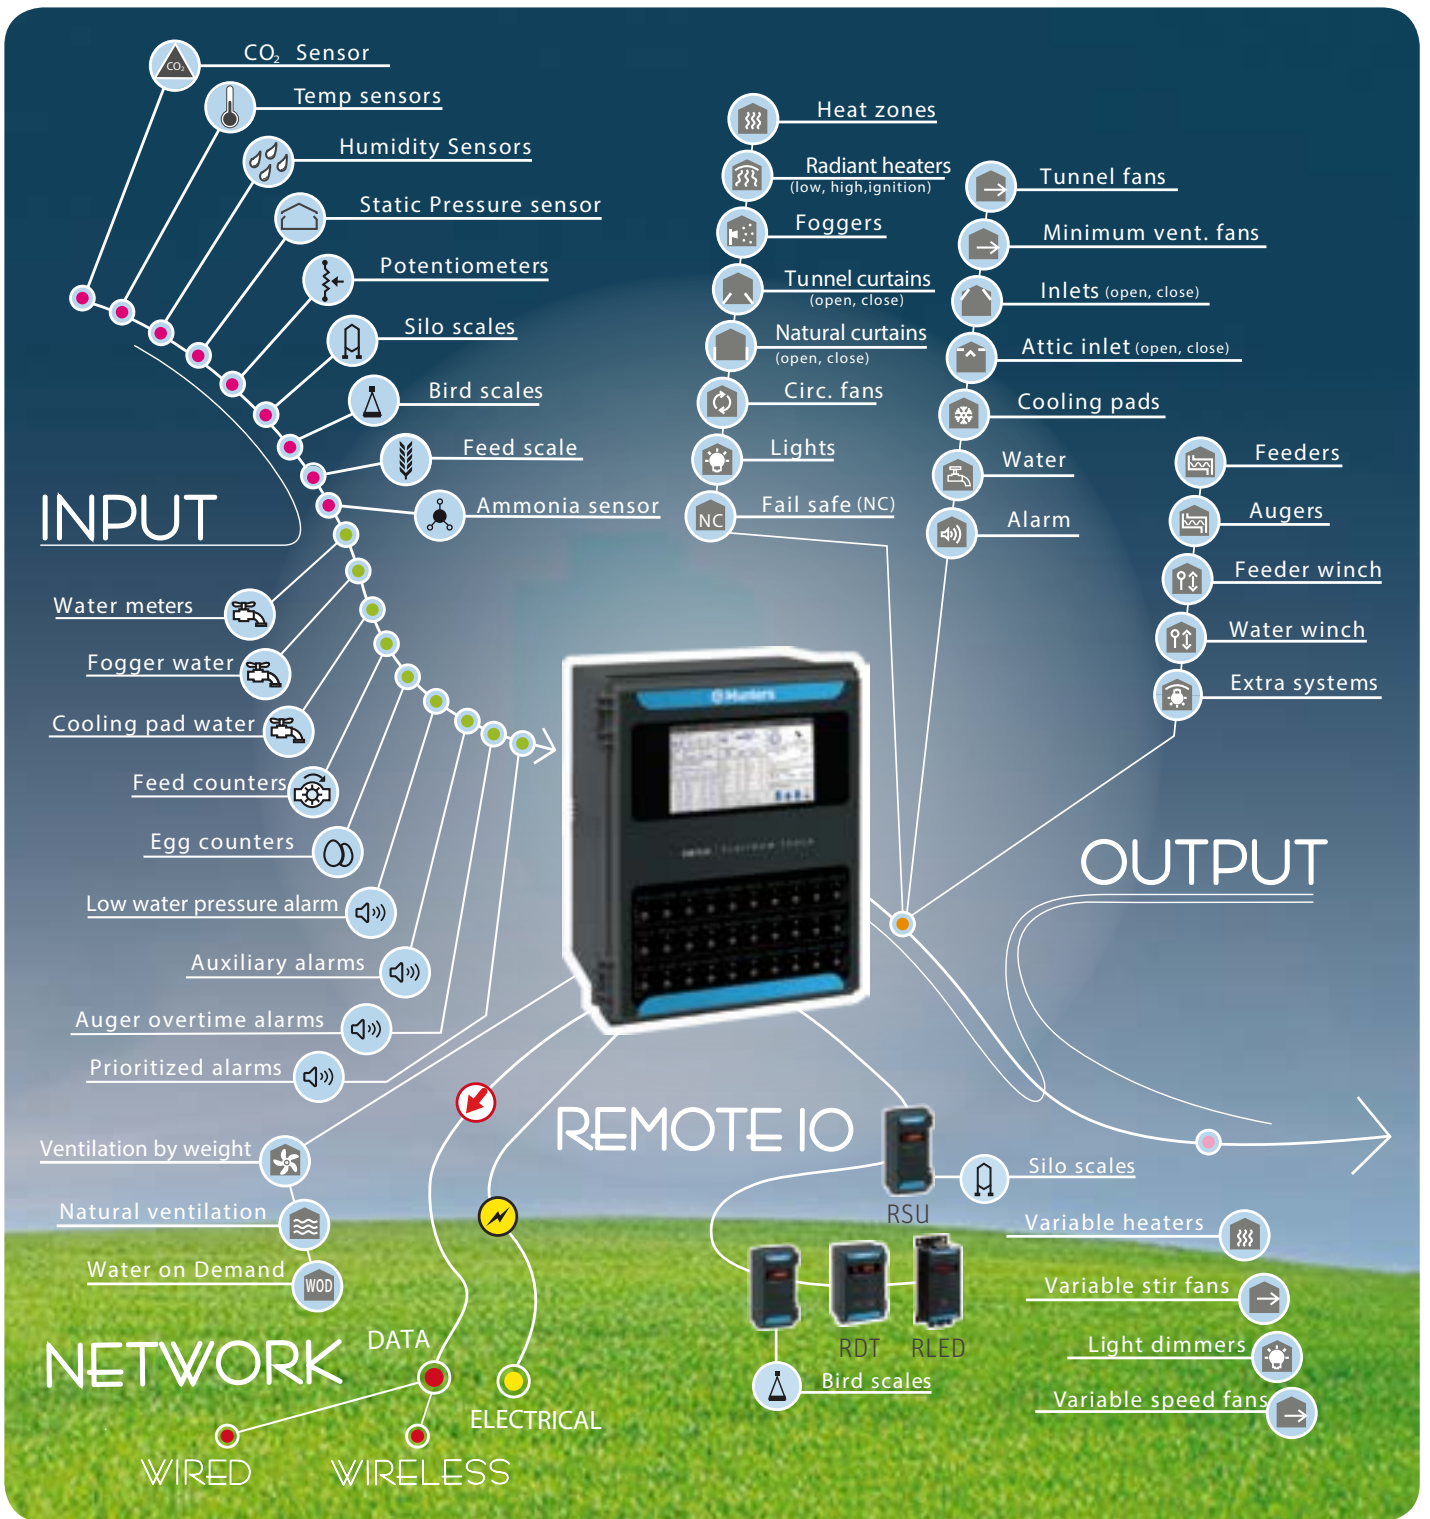 CO₂ Sensor
CO₂
Temp sensors
Humidity Sensors
Static Pressure sensor
Potentiometers
Silo scales
Bird scales
Feed scale
Ammonia sensor
INPUT
Water meters
Fogger water
Cooling pad water
Feed counters
Egg counters
Low water pressure alarm
Auxiliary alarms
Auger overtime alarms
Prioritized alarms
Ventilation by weight
Natural ventilation
Water on Demand
WOD
Heat zones
Radiant heaters
(low, high,ignition)
Foggers
Tunnel curtains
(open, close)
Natural curtains
(open, close)
Circ. fans
Lights
Fail safe (NC)
NC
Tunnel fans
Minimum vent. fans
Inlets (open, close)
Attic inlet (open, close)
Cooling pads
Water
Alarm
Feeders
Augers
Feeder winch
Water winch
Extra systems
Munters
OUTPUT
REMOTE IO
RSU
Silo scales
RDT
RLED
Bird scales
Variable heaters
Variable stir fans
Light dimmers
Variable speed fans
NETWORK
DATA
ELECTRICAL
WIRED
WIRELESS